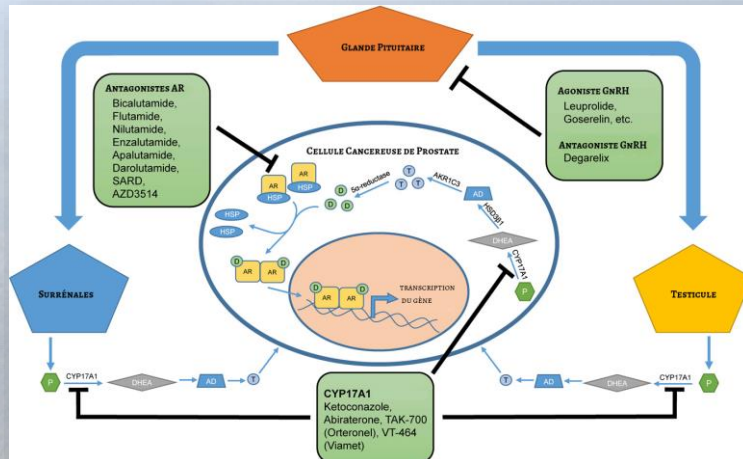 Glande Pituitaire
Antagonistes AR
Bicalutamide,
Flutamide,
Nilutamide,
Enzalutamide,
Apalutamide,
Darolutamide,
SARD,
AZD3514
Agoniste GnRH
Leuprolide,
Goserelin, etc.
Antagoniste GnRH
Degarelix
Cellule Cancereuse de Prostate
AR
AR
HSP
HSP
HSP
HSP
D
D
D
5α-reductase
T
T
T
AKR1C3
AD
HSD3β1
DHEA
CYP17A1
P
D
D
AR
AR
D
D
AR
AR
transcription
du gène
Surrénales
Testicule
P
CYP17A1
DHEA
AD
T
T
AD
DHEA
CYP17A1
P
CYP17A1
Ketoconazole,
Abiraterone, TAK-700
(Orteronel), VT-464
(Viamet)